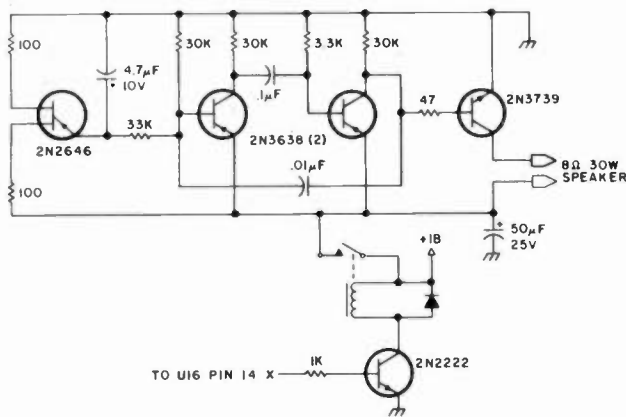 100
4.7µF
10V
30K
30K
3.3K
30K
.1µF
47
2N3739
33K
2N3638 (2)
2N2646
.01µF
8Ω 30W
SPEAKER
100
+
50µF
25V
+18
TO U16 PIN 14 X
1K
2N2222